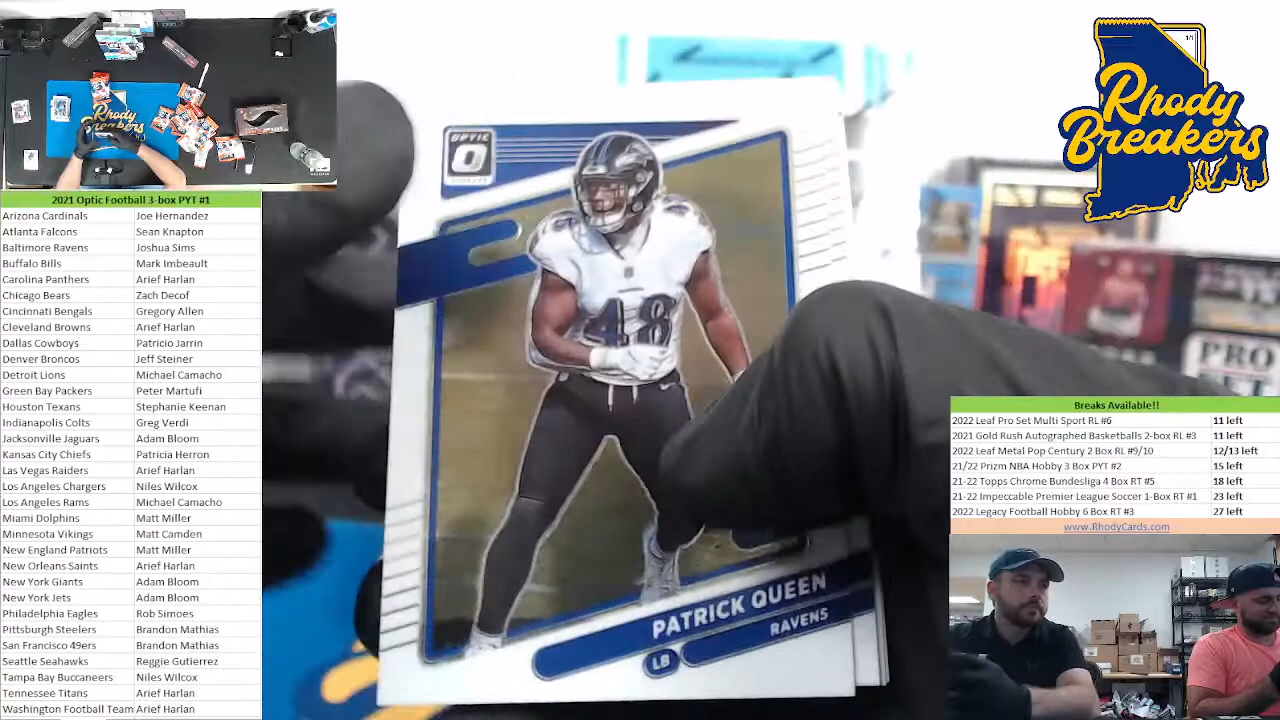 2021 Optic Football 3-box PYT #1
Arizona Cardinals Joe Hernandez
Atlanta Falcons Sean Knapton
Baltimore Ravens Joshua Sims
Buffalo Bills Mark Imbeault
Carolina Panthers Arief Harlan
Chicago Bears Zach Decof
Cincinnati Bengals Gregory Allen
Cleveland Browns Arief Harlan
Dallas Cowboys Patricio Jarrin
Denver Broncos Jeff Steiner
Detroit Lions Michael Camacho
Green Bay Packers Peter Martufi
Houston Texans Stephanie Keenan
Indianapolis Colts Greg Verdi
Jacksonville Jaguars Adam Bloom
Kansas City Chiefs Patricia Herron
Las Vegas Raiders Arief Harlan
Los Angeles Chargers Niles Wilcox
Los Angeles Rams Michael Camacho
Miami Dolphins Matt Miller
Minnesota Vikings Matt Camden
New England Patriots Matt Miller
New Orleans Saints Arief Harlan
New York Giants Adam Bloom
New York Jets Adam Bloom
Philadelphia Eagles Rob Simoes
Pittsburgh Steelers Brandon Mathias
San Francisco 49ers Brandon Mathias
Seattle Seahawks Reggie Gutierrez
Tampa Bay Buccaneers Niles Wilcox
Tennessee Titans Arief Harlan
Washington Football Team Arief Harlan
Rhody
Breakers
OPTIC
48
48
PATRICK QUEEN
RAVENS
LB
Rhody
Breakers
1/1
PRO
Breaks Available!!
2022 Leaf Pro Set Multi Sport RL #6 11 left
2021 Gold Rush Autographed Basketballs 2-box RL #3 11 left
2022 Leaf Metal Pop Century 2 Box RL #9/10 12/13 left
21/22 Prizm NBA Hobby 3 Box PYT #2 15 left
21-22 Topps Chrome Bundesliga 4 Box RT #5 18 left
21-22 Impeccable Premier League Soccer 1-Box RT #1 23 left
2022 Legacy Football Hobby 6 Box RT #3 27 left
www.RhodyCards.com